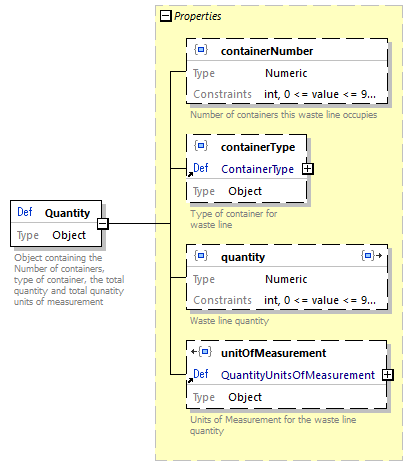 Properties
containerNumber
Type Numeric
Constraints int, 0 <= value <= 9...
Number of containers this waste line occupies
containerType
Def ContainerType
Type Object
Type of container for
waste line
Def Quantity
Type Object
Object containing the
Number of containers,
type of container, the total
quantity and total qunatity
units of measurement
quantity
Type Numeric
Constraints int, 0 <= value <= 9...
Waste line quantity
unitOfMeasurement
Def QuantityUnitsOfMeasurement
Type Object
Units of Measurement for the waste line
quantity